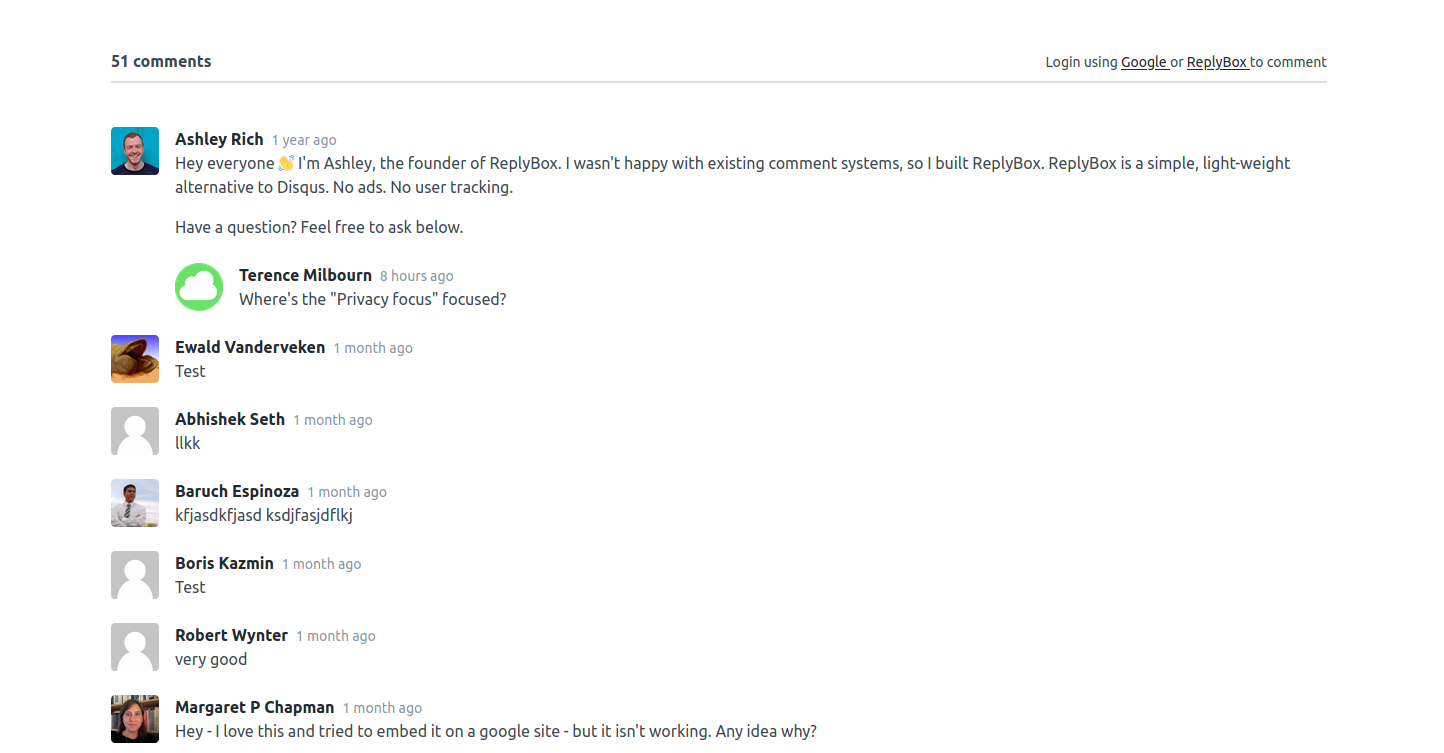 51 comments
Login using Google or ReplyBox to comment
Ashley Rich 1 year ago
Hey everyone 👋 I'm Ashley, the founder of ReplyBox. I wasn't happy with existing comment systems, so I built ReplyBox. ReplyBox is a simple, light-weight
alternative to Disqus. No ads. No user tracking.
Have a question? Feel free to ask below.
Terence Milbourn 8 hours ago
Where's the "Privacy focus" focused?
Ewald Vanderveken 1 month ago
Test
Abhishek Seth 1 month ago
llkk
Baruch Espinoza 1 month ago
kfjasdkfjasd ksdjfasjdflkj
Boris Kazmin 1 month ago
Test
Robert Wynter 1 month ago
very good
Margaret P Chapman 1 month ago
Hey - I love this and tried to embed it on a google site - but it isn't working. Any idea why?